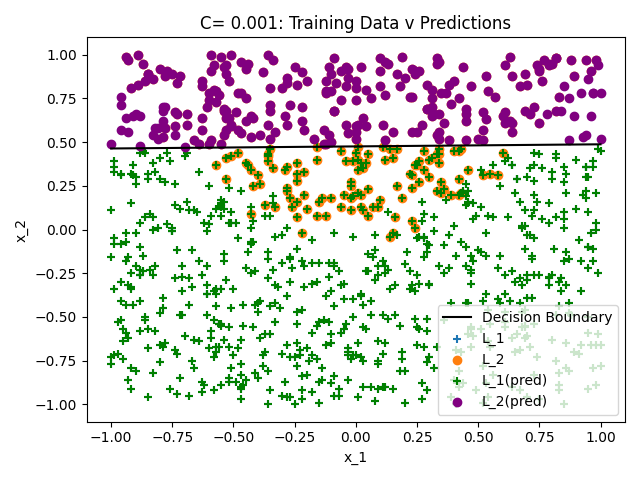 C= 0.001: Training Data v Predictions
x_2
1.00
0.75
0.50
0.25
0.00
−0.25
−0.50
−0.75
−1.00
Decision Boundary
L_1
L_2
L_1(pred)
L_2(pred)
−1.00 −0.75 −0.50 −0.25 0.00 0.25 0.50 0.75 1.00
x_1